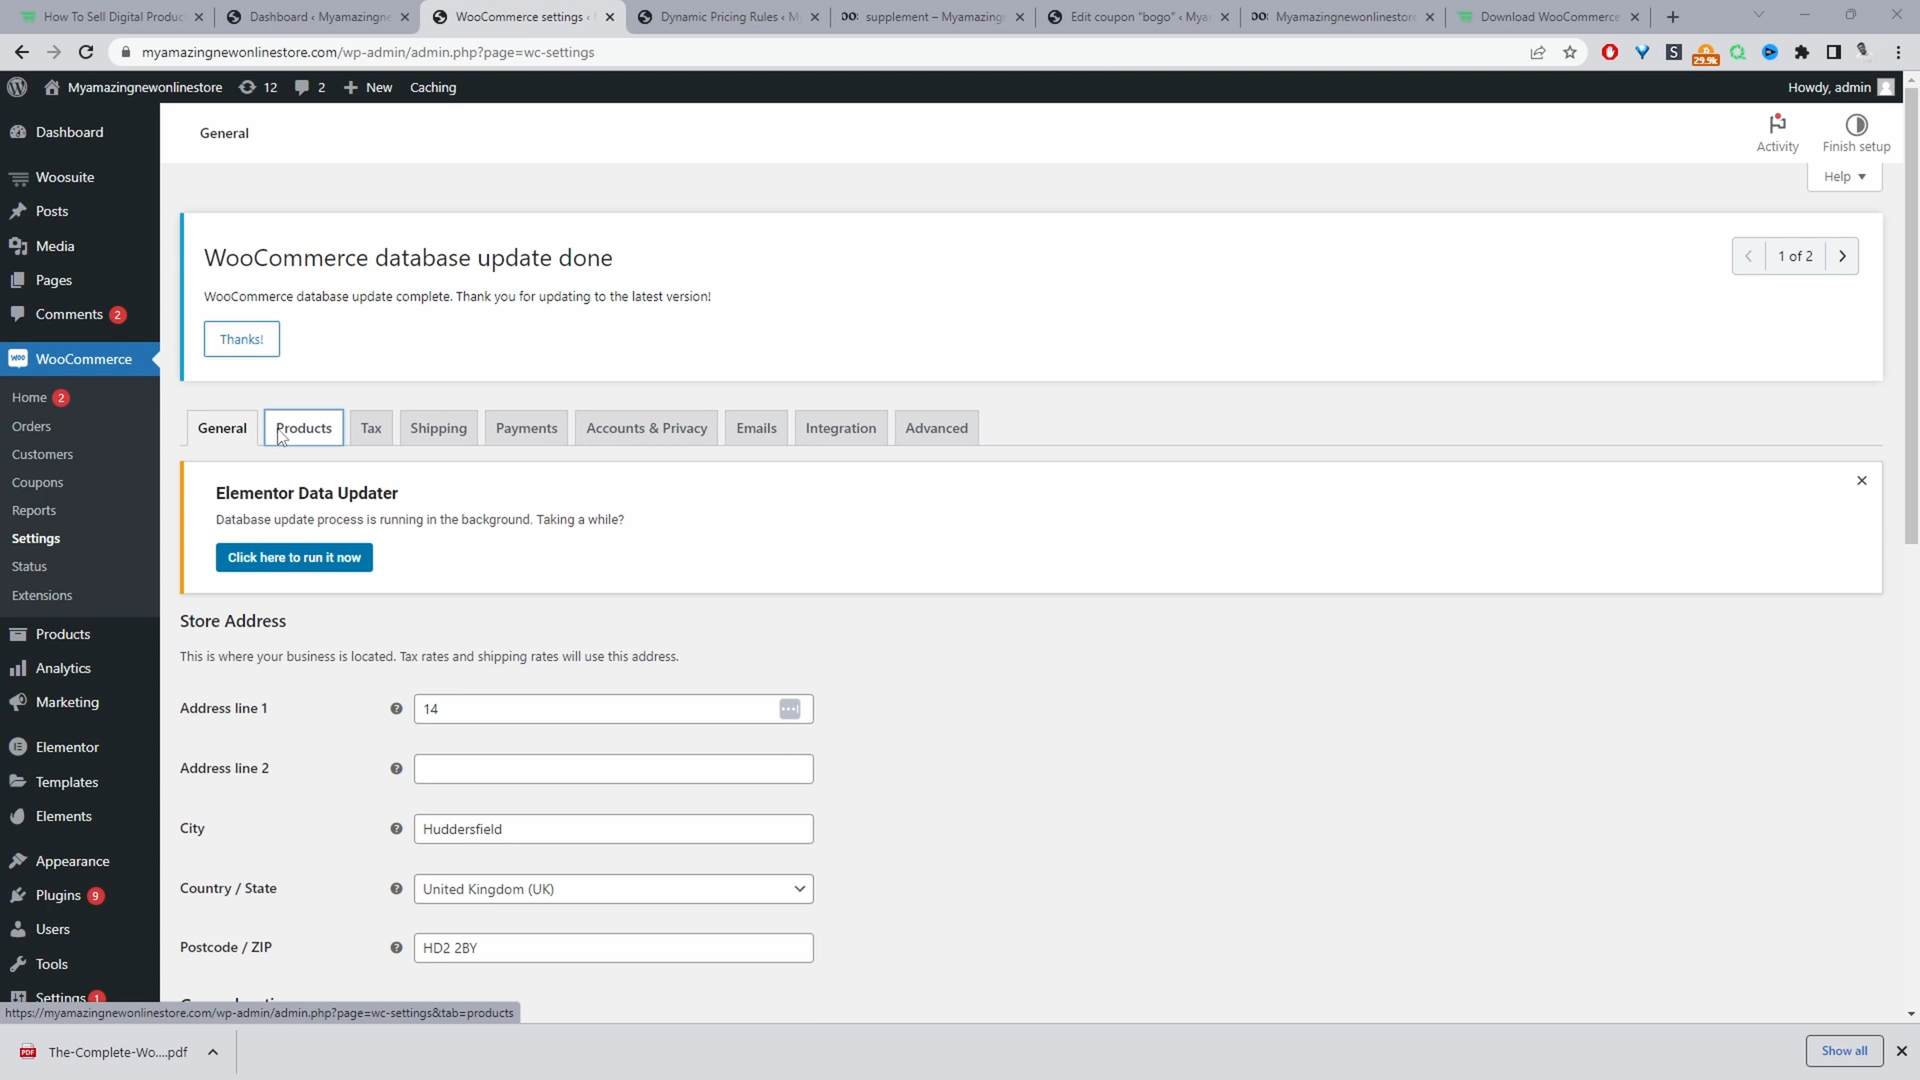 How To Sell Digital Produc
Dashboard ‹ Myamazingne
WooCommerce settings ‹
Dynamic Pricing Rules ‹ M
supplement – Myamazing
Edit coupon "bogo" ‹ Mya
Myamazingnewonlinestore
Download WooCommerce
myamazingnewonlinestore.com/wp-admin/admin.php?page=wc-settings
29.9k
Myamazingnewonlinestore
12
2
New
Caching
Howdy, admin
Dashboard
Woosuite
Posts
Media
Pages
Comments 2
WooCommerce
Home 2
Orders
Customers
Coupons
Reports
Settings
Status
Extensions
Products
Analytics
Marketing
Elementor
Templates
Elements
Appearance
Plugins 9
Users
Tools
Settings 1
General
Activity
Finish setup
Help
WooCommerce database update done
1 of 2
WooCommerce database update complete. Thank you for updating to the latest version!
Thanks!
General
Products
Tax
Shipping
Payments
Accounts & Privacy
Emails
Integration
Advanced
Elementor Data Updater
Database update process is running in the background. Taking a while?
Click here to run it now
Store Address
This is where your business is located. Tax rates and shipping rates will use this address.
Address line 1
14
Address line 2
City
Huddersfield
Country / State
United Kingdom (UK)
Postcode / ZIP
HD2 2BY
https://myamazingnewonlinestore.com/wp-admin/admin.php?page=wc-settings&tab=products
PDF
The-Complete-Wo....pdf
Show all